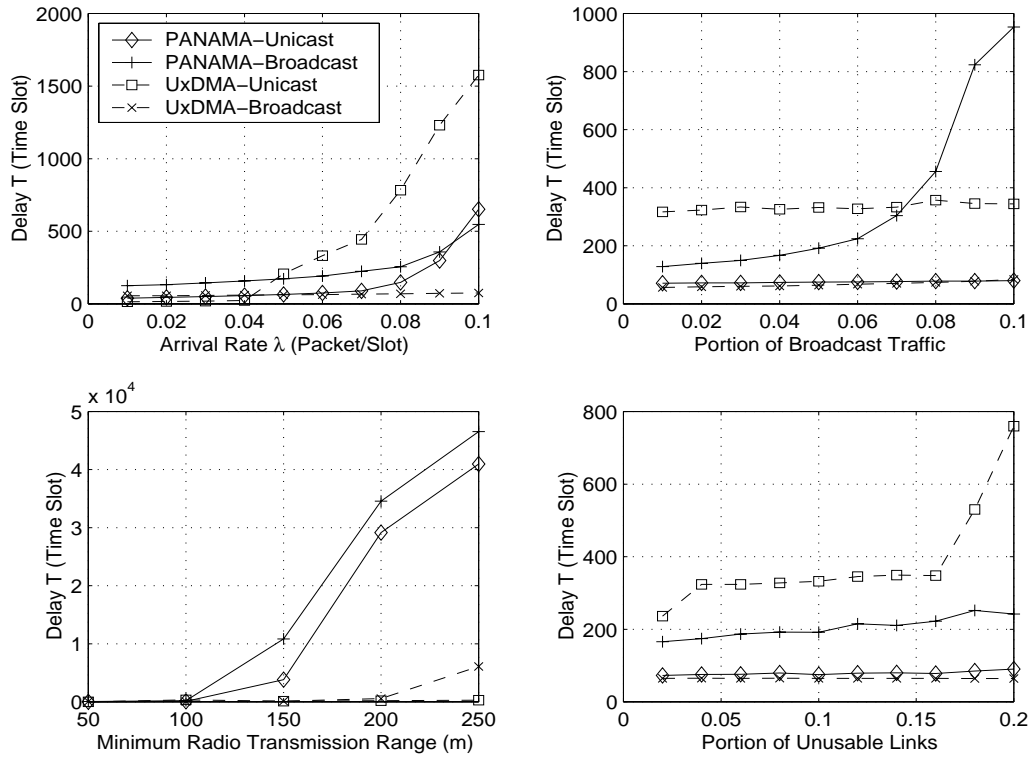 2000
1500
1000
500
0
Delay T (Time Slot)
PANAMA−Unicast
PANAMA−Broadcast
UxDMA−Unicast
UxDMA−Broadcast
0 0.02 0.04 0.06 0.08 0.1
Arrival Rate λ (Packet/Slot)
1000
800
600
400
200
0
Delay T (Time Slot)
0 0.02 0.04 0.06 0.08 0.1
Portion of Broadcast Traffic
x 10^4
5
4
3
2
1
0
Delay T (Time Slot)
50 100 150 200 250
Minimum Radio Transmission Range (m)
800
600
400
200
0
Delay T (Time Slot)
0 0.05 0.1 0.15 0.2
Portion of Unusable Links